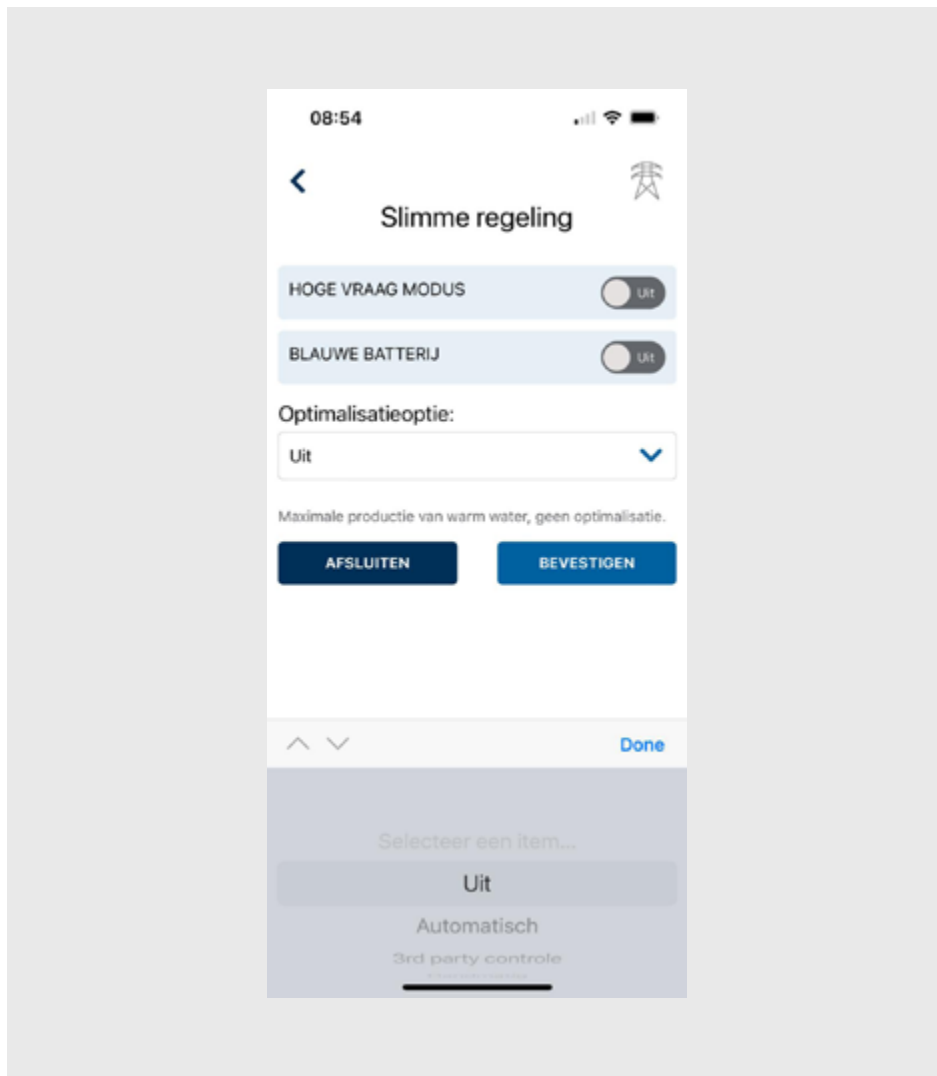 08:54
Slimme regeling
HOGE VRAAG MODUS
Uit
BLAUWE BATTERIJ
Uit
Optimalisatieoptie:
Uit
Maximale productie van warm water, geen optimalisatie.
AFSLUITEN
BEVESTIGEN
Done
Selecteer een item...
Uit
Automatisch
3rd party controle